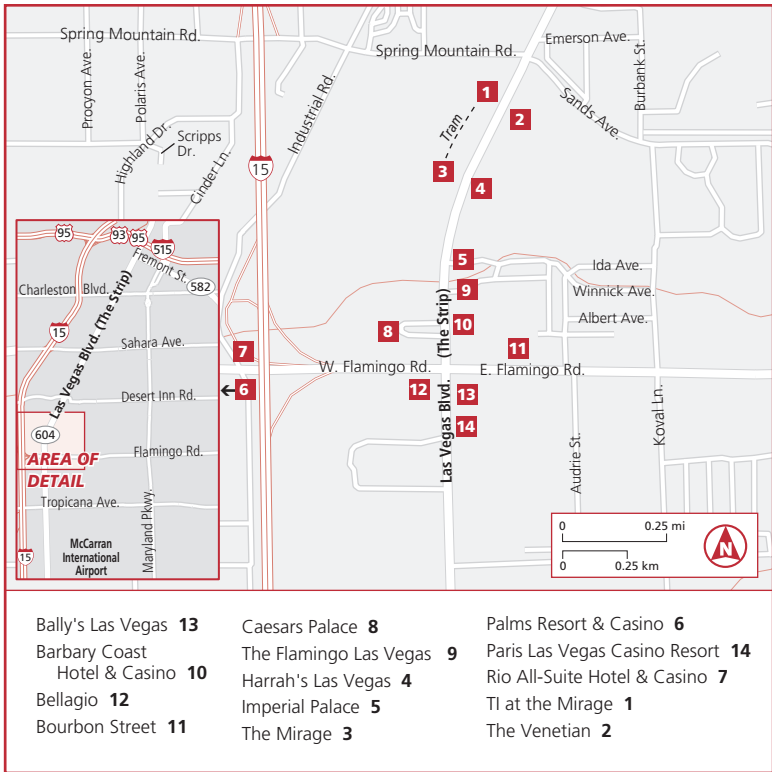 Spring Mountain Rd.
Spring Mountain Rd.
Emerson Ave.
Procyon Ave.
Polaris Ave.
Burbank St.
Industrial Rd.
Sands Ave.
Highland Dr.
Scripps
Dr.
Cinder Ln.
Tram
1
2
3
4
15
5
9
10
8
11
7
6
12
13
14
Ida Ave.
Winnick Ave.
Albert Ave.
W. Flamingo Rd.
E. Flamingo Rd.
Las Vegas Blvd. (The Strip)
Audrie St.
Koval Ln.
95
93
95
515
Fremont St.
582
Charleston Blvd.
Las Vegas Blvd. (The Strip)
15
Sahara Ave.
Desert Inn Rd.
604
AREA OF
DETAIL
Flamingo Rd.
Tropicana Ave.
Maryland Pkwy.
McCarran
International
Airport
15
0 0.25 mi
0 0.25 km
N
Bally's Las Vegas 13
Barbary Coast
Hotel & Casino 10
Bellagio 12
Bourbon Street 11
Caesars Palace 8
The Flamingo Las Vegas 9
Harrah's Las Vegas 4
Imperial Palace 5
The Mirage 3
Palms Resort & Casino 6
Paris Las Vegas Casino Resort 14
Rio All-Suite Hotel & Casino 7
TI at the Mirage 1
The Venetian 2